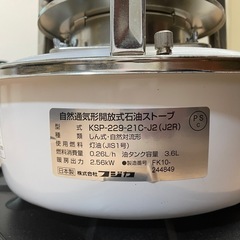 自然通気形開放式石油ストーブ
型式 KSP-229-21C-J2(J2R)
種類 しん式・自然対流形
使用燃料 灯油(JIS1号)
燃料消費量 0.26L/h 油タンク容量 3.6L
暖房出力 2.56kW ●製造番号 FK10-
244849
日本製 株式会社フジカ
PS
C